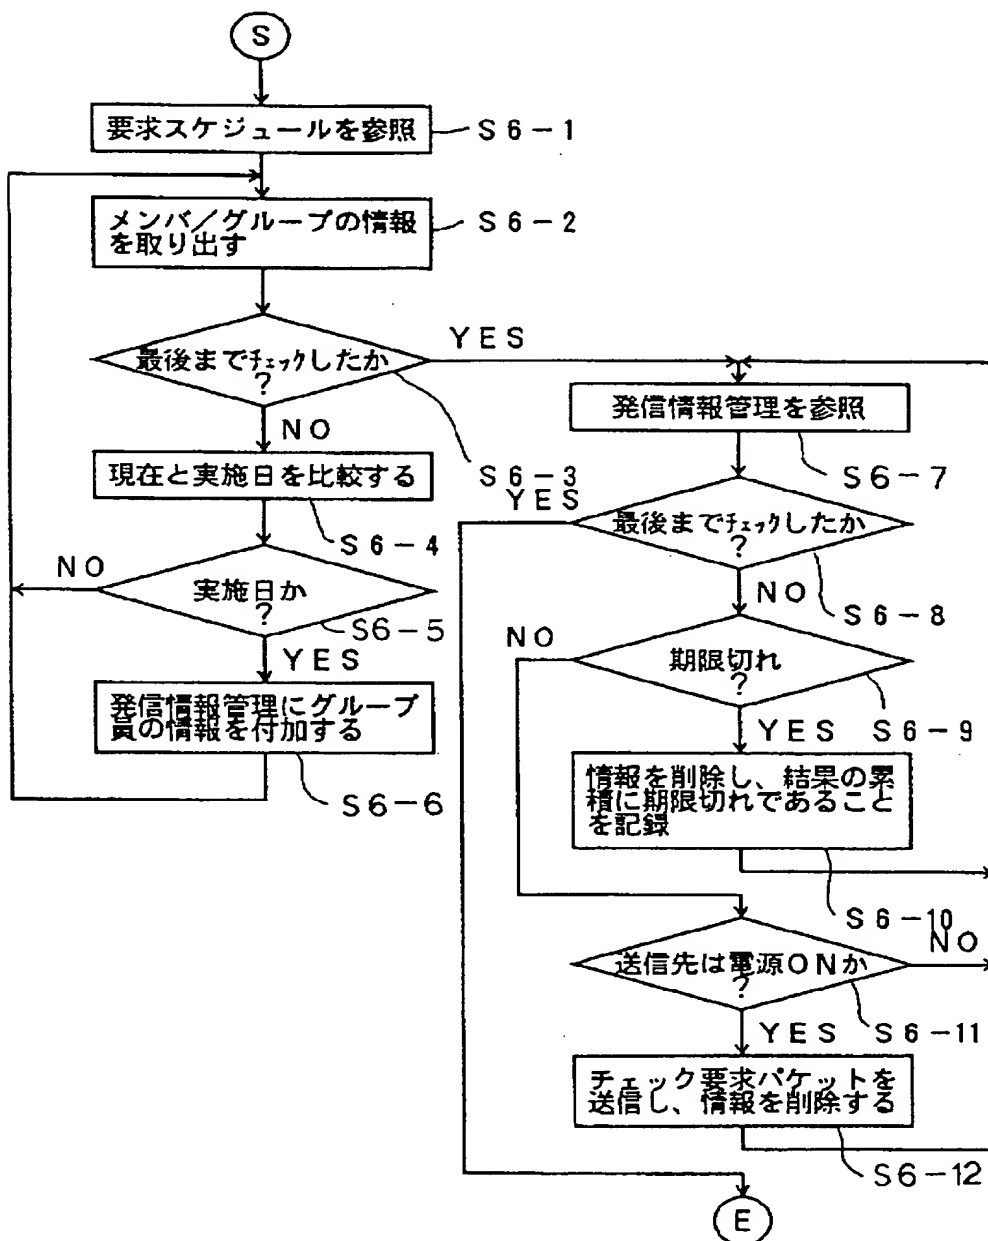 S
要求スケジュールを参照
S6-1
メンバ／グループの情報
を取り出す
S6-2
最後までチェックしたか
?
YES
NO
S6-3
現在と実施日を比較する
S6-4
実施日か
?
NO
S6-5
YES
発信情報管理にグループ
員の情報を付加する
S6-6
発信情報管理を参照
S6-7
YES
最後までチェックしたか
?
NO
S6-8
NO
期限切れ
?
YES
S6-9
情報を削除し、結果の累
積に期限切れであること
を記録
S6-10
NO
送信先は電源ONか
?
YES
S6-11
チェック要求パケットを
送信し、情報を削除する
S6-12
E